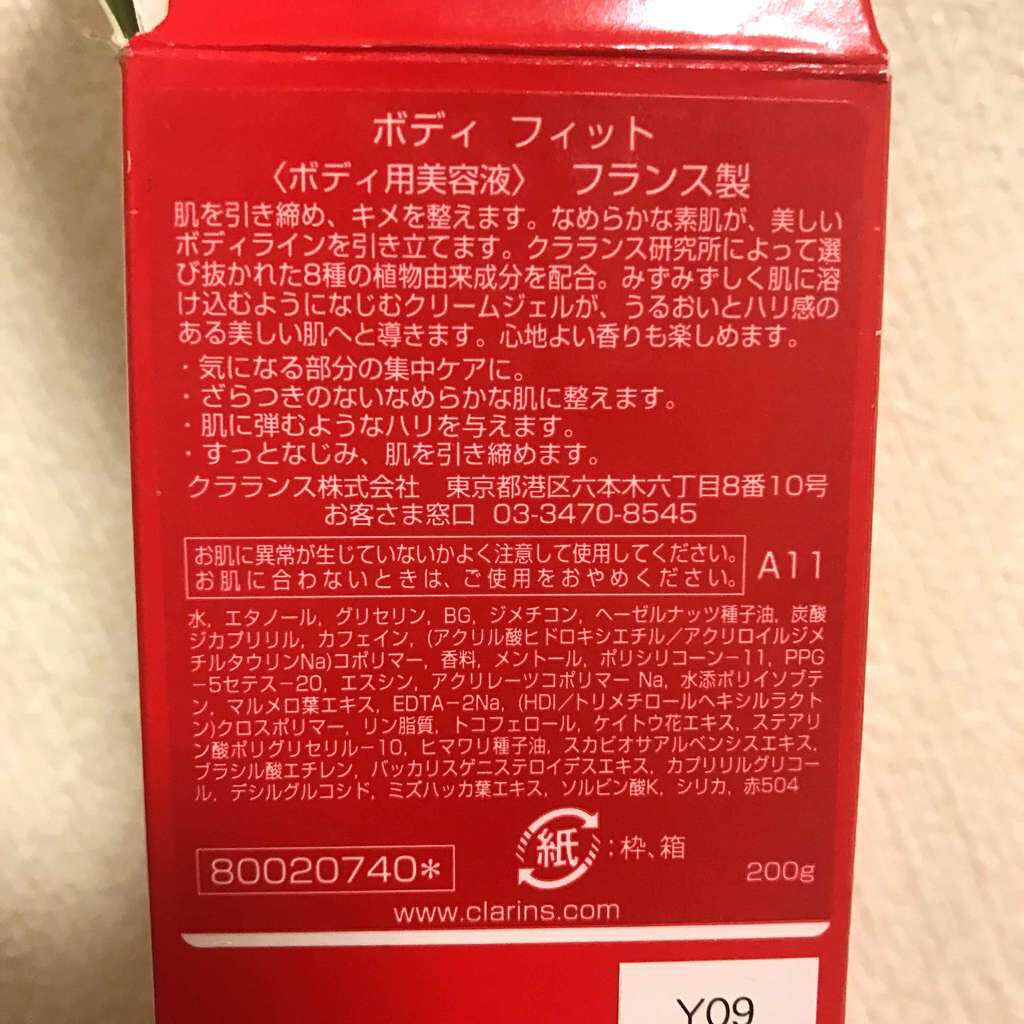 ボディ フィット
〈ボディ用美容液〉 フランス製
肌を引き締め、キメを整えます。なめらかな素肌が、美しい
ボディラインを引き立てます。クラランス研究所によって選
び抜かれた8種の植物由来成分を配合。みずみずしく肌に溶
け込むようになじむクリームジェルが、うるおいとハリ感の
ある美しい肌へと導きます。心地よい香りも楽しめます。
・気になる部分の集中ケアに。
・ざらつきのないなめらかな肌に整えます。
・肌に弾むようなハリを与えます。
・すっとなじみ、肌を引き締めます。
クラランス株式会社 東京都港区六本木六丁目8番10号
お客さま窓口 03-3470-8545
お肌に異常が生じていないかよく注意して使用してください。
お肌に合わないときは、ご使用をおやめください。
A11
水, エタノール, グリセリン, BG, ジメチコン, ヘーゼルナッツ種子油, 炭酸
ジカプリリル, カフェイン, (アクリル酸ヒドロキシエチル／アクリロイルジメ
チルタウリンNa)コポリマー, 香料, メントール, ポリシリコーン-11, PPG
-5セテス-20, エスシン, アクリレーツコポリマー Na, 水添ポリイソブテ
ン, マルメロ葉エキス, EDTA-2Na, (HDI／トリメチロールヘキシルラクト
ン)クロスポリマー, リン脂質, トコフェロール, ケイトウ花エキス, ステアリ
ン酸ポリグリセリル-10, ヒマワリ種子油, スカビオサアルベンシスエキス,
ブラシル酸エチレン, バッカリスゲニステロイデスエキス, カプリリルグリコー
ル, デシルグルコシド, ミズハッカ葉エキス, ソルビン酸K, シリカ, 赤504
紙:枠、箱
80020740*
200g
www.clarins.com
Y09